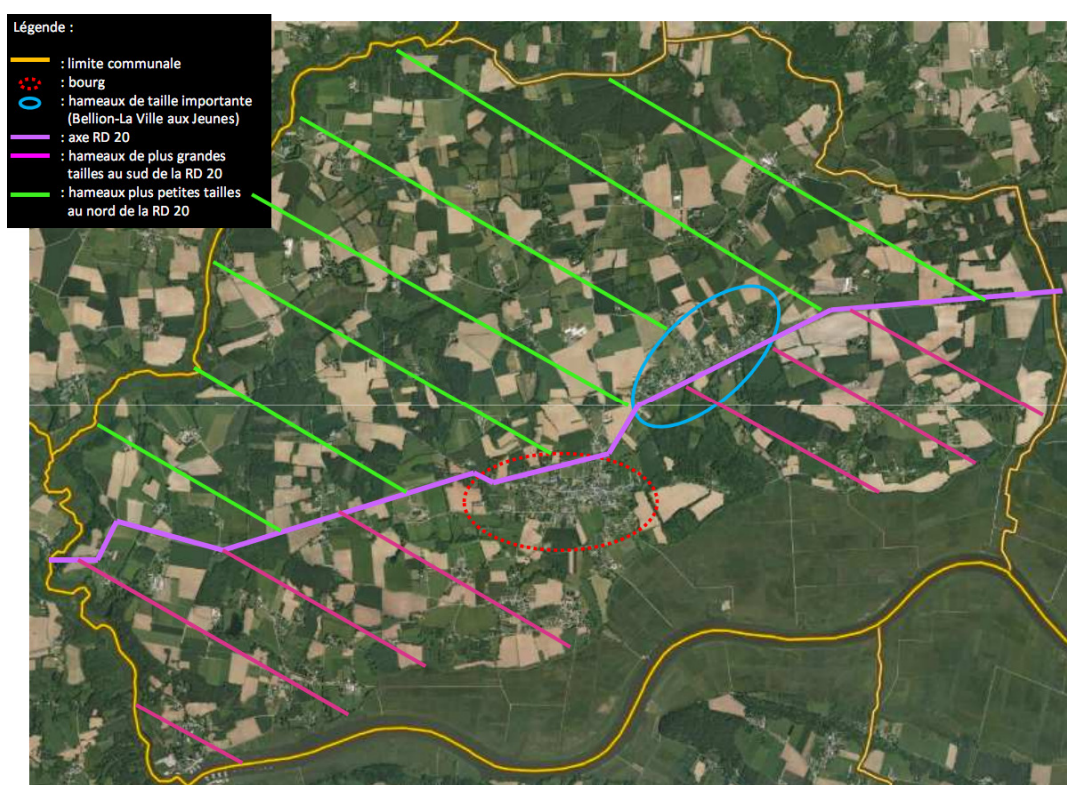 Légende :
: limite communale
: bourg
: hameaux de taille importante
(Bellion-La Ville aux Jeunes)
: axe RD 20
: hameaux de plus grandes
tailles au sud de la RD 20
: hameaux plus petites tailles
au nord de la RD 20